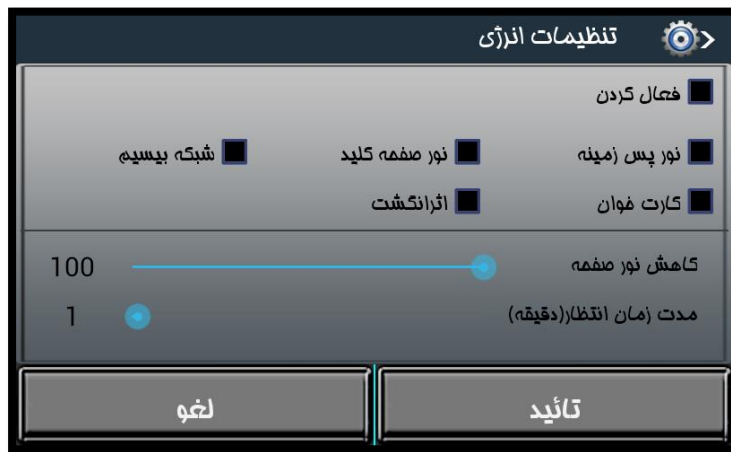 تنظیمات انرژی
فعال کردن
نور پس زمینه نور صفحه کلید شبکه بیسیم
کارت خوان اثرانگشت
کاهش نور صفحه 100
مدت زمان انتظار(دقیقه) 1
تائید لغو